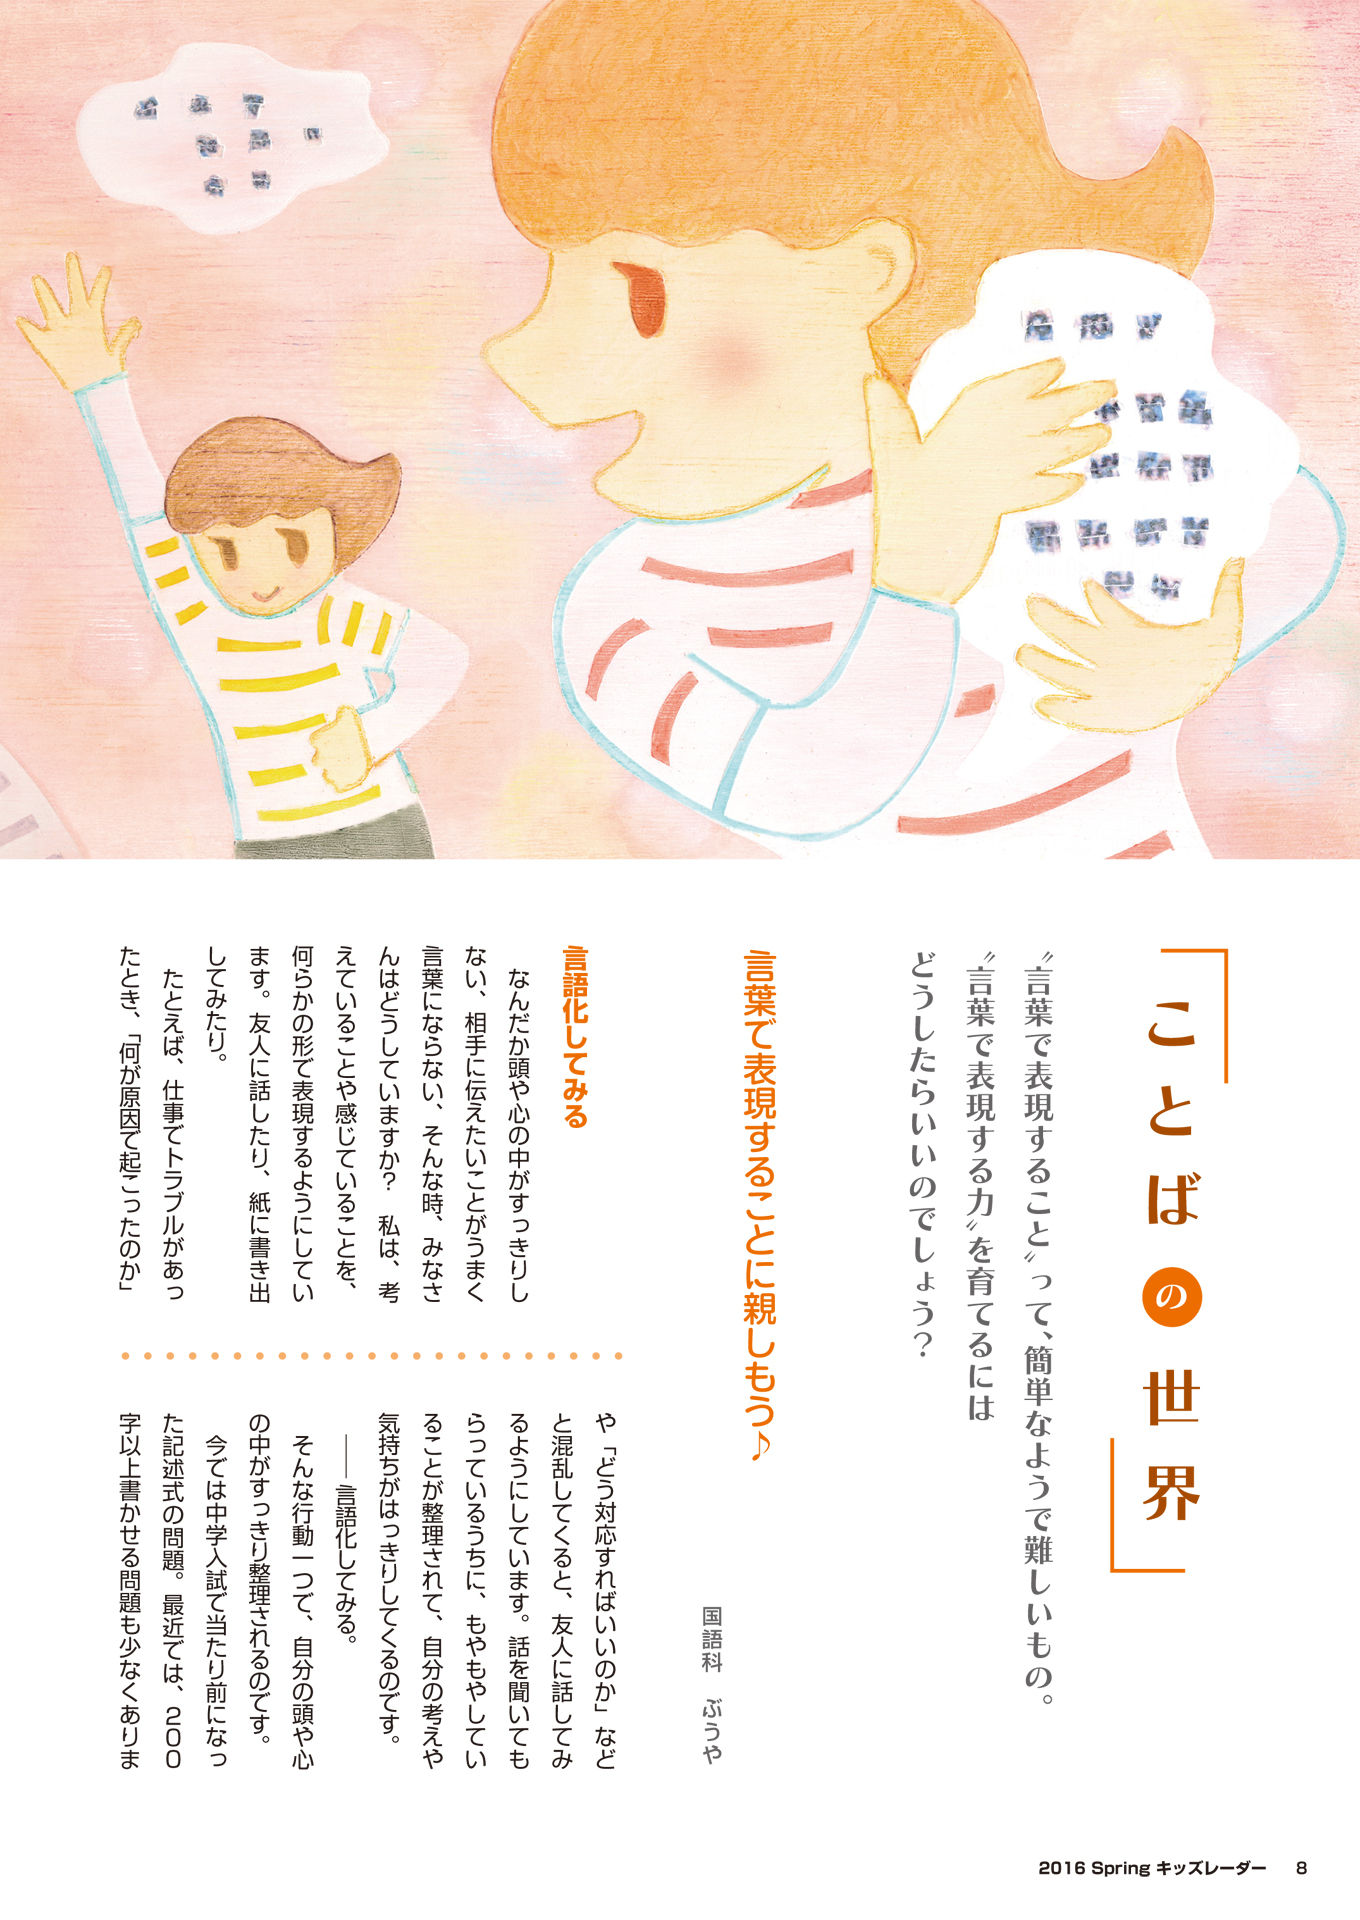 「ことばの世界」
〝言葉で表現すること〟って、簡単なようで難しいもの。
〝言葉で表現する力〟を育てるには
どうしたらいいのでしょう？
言葉で表現することに親しもう♪
国語科　ぶうや
言語化してみる
　なんだか頭や心の中がすっきりし
ない、相手に伝えたいことがうまく
言葉にならない、そんな時、みなさ
んはどうしていますか？　私は、考
えていることや感じていることを、
何らかの形で表現するようにしてい
ます。友人に話したり、紙に書き出
してみたり。
　たとえば、仕事でトラブルがあっ
たとき、「何が原因で起こったのか」
や「どう対応すればいいのか」など
と混乱してくると、友人に話してみ
るようにしています。話を聞いても
らっているうちに、もやもやしてい
ることが整理されて、自分の考えや
気持ちがはっきりしてくるのです。
　――言語化してみる。
　そんな行動一つで、自分の頭や心
の中がすっきり整理されるのです。
　今では中学入試で当たり前になっ
た記述式の問題。最近では、２００
字以上書かせる問題も少なくありま
2016 Spring キッズレーダー 8